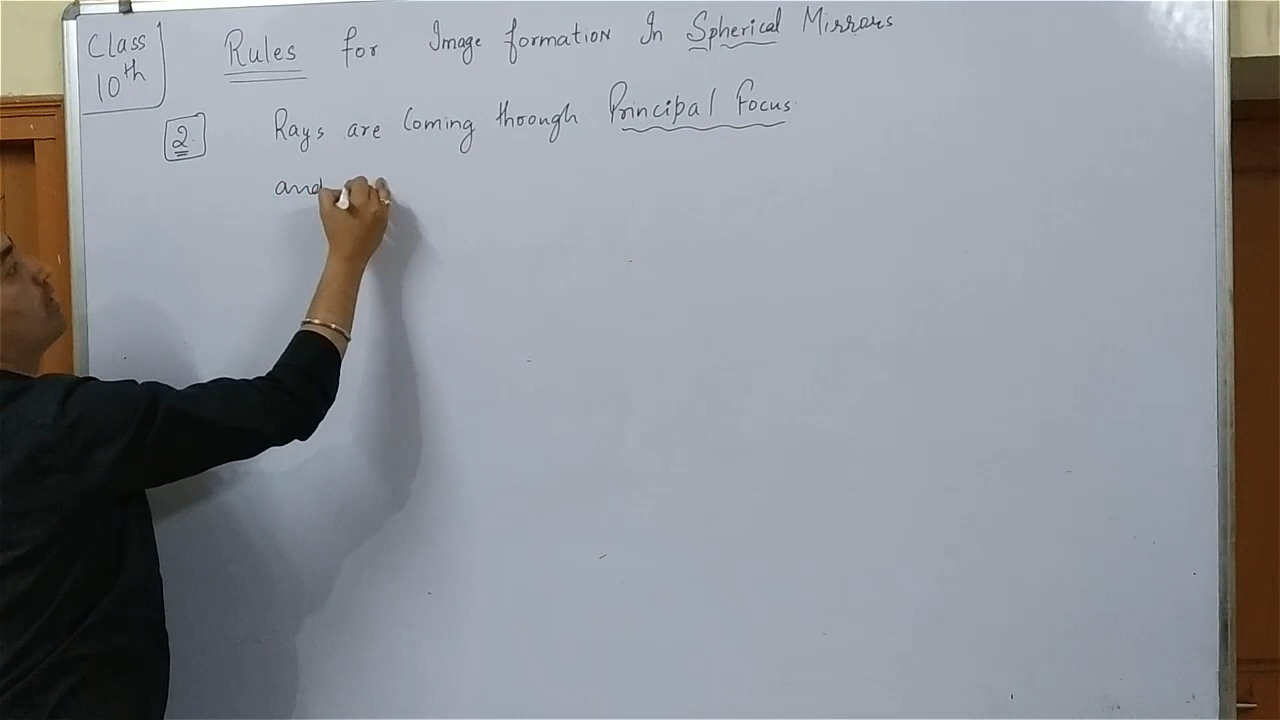 Class
10th
Rules for Image formation In Spherical Mirrors
2 Rays are Coming through Principal Focus
and